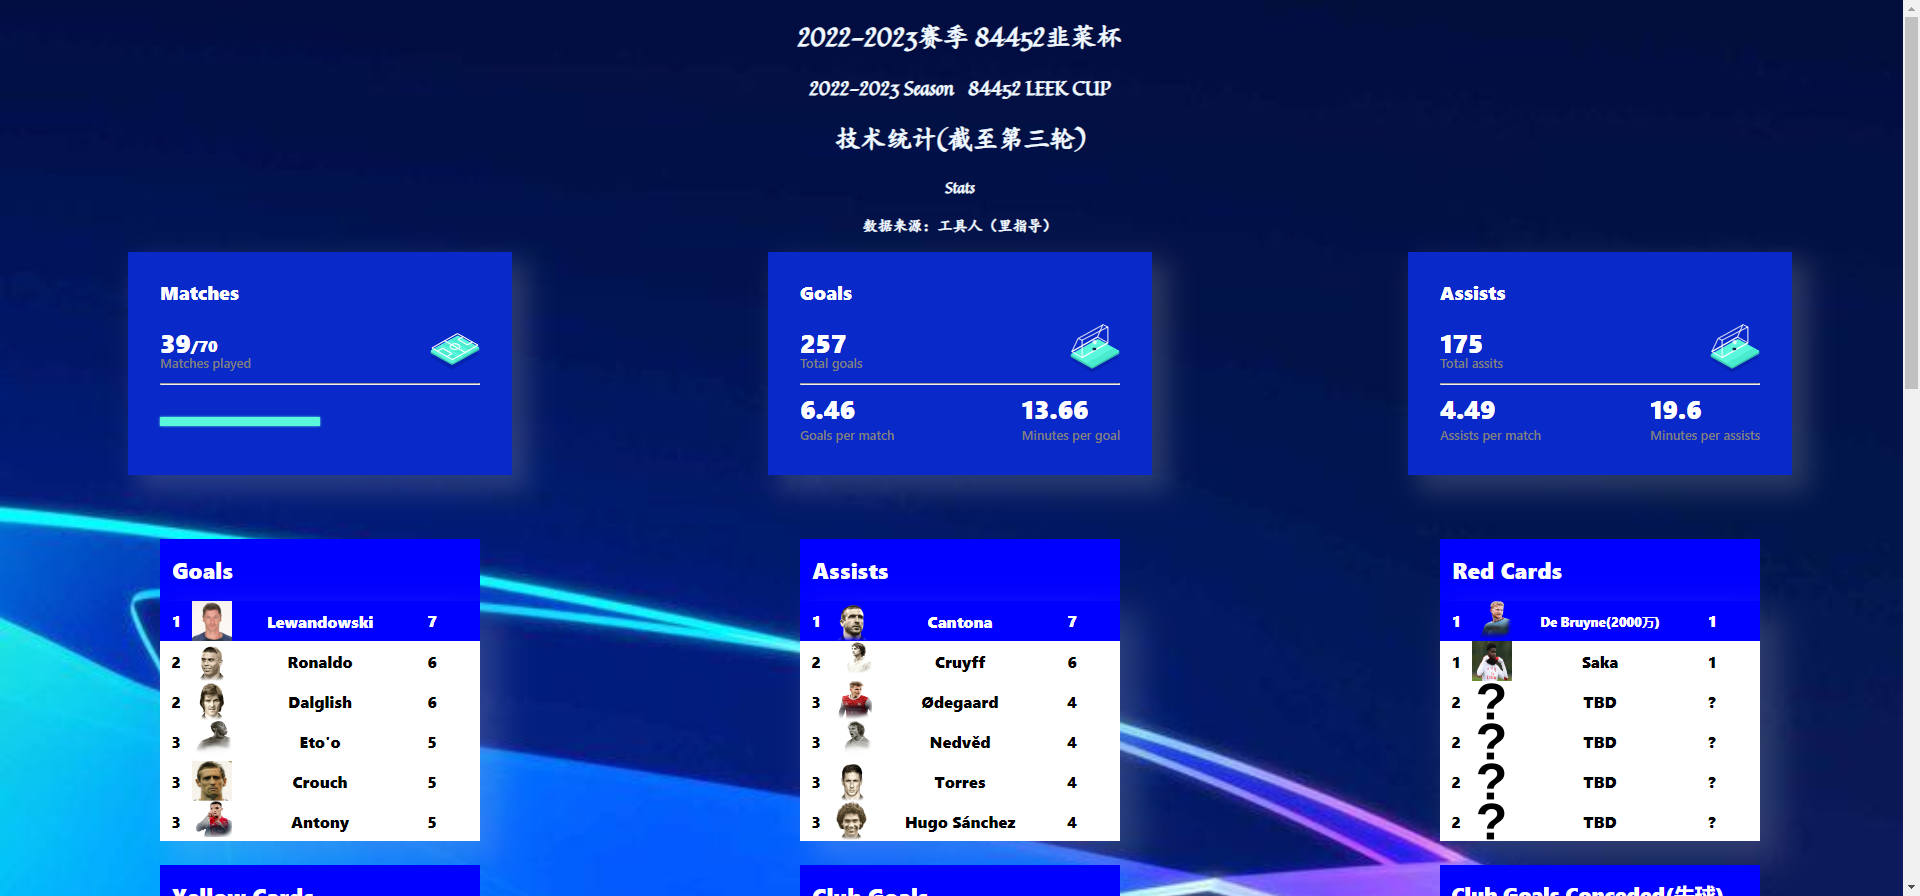 2022-2023赛季 84452韭菜杯
2022-2023 Season 84452 LEEK CUP
技术统计(截至第三轮)
Stats
数据来源：工具人（里指导）
Matches
39/70
Matches played
Goals
257
Total goals
6.46
Goals per match
13.66
Minutes per goal
Assists
175
Total assits
4.49
Assists per match
19.6
Minutes per assists
Goals
1 Lewandowski 7
2 Ronaldo 6
2 Dalglish 6
3 Eto'o 5
3 Crouch 5
3 Antony 5
Assists
1 Cantona 7
2 Cruyff 6
3 Ødegaard 4
3 Nedvěd 4
3 Torres 4
3 Hugo Sánchez 4
Red Cards
1 De Bruyne(2000万) 1
1 Saka 1
2 ? TBD ?
2 ? TBD ?
2 ? TBD ?
2 ? TBD ?
Yellow Cards
Club Goals
Club Goals Conceded(失球)